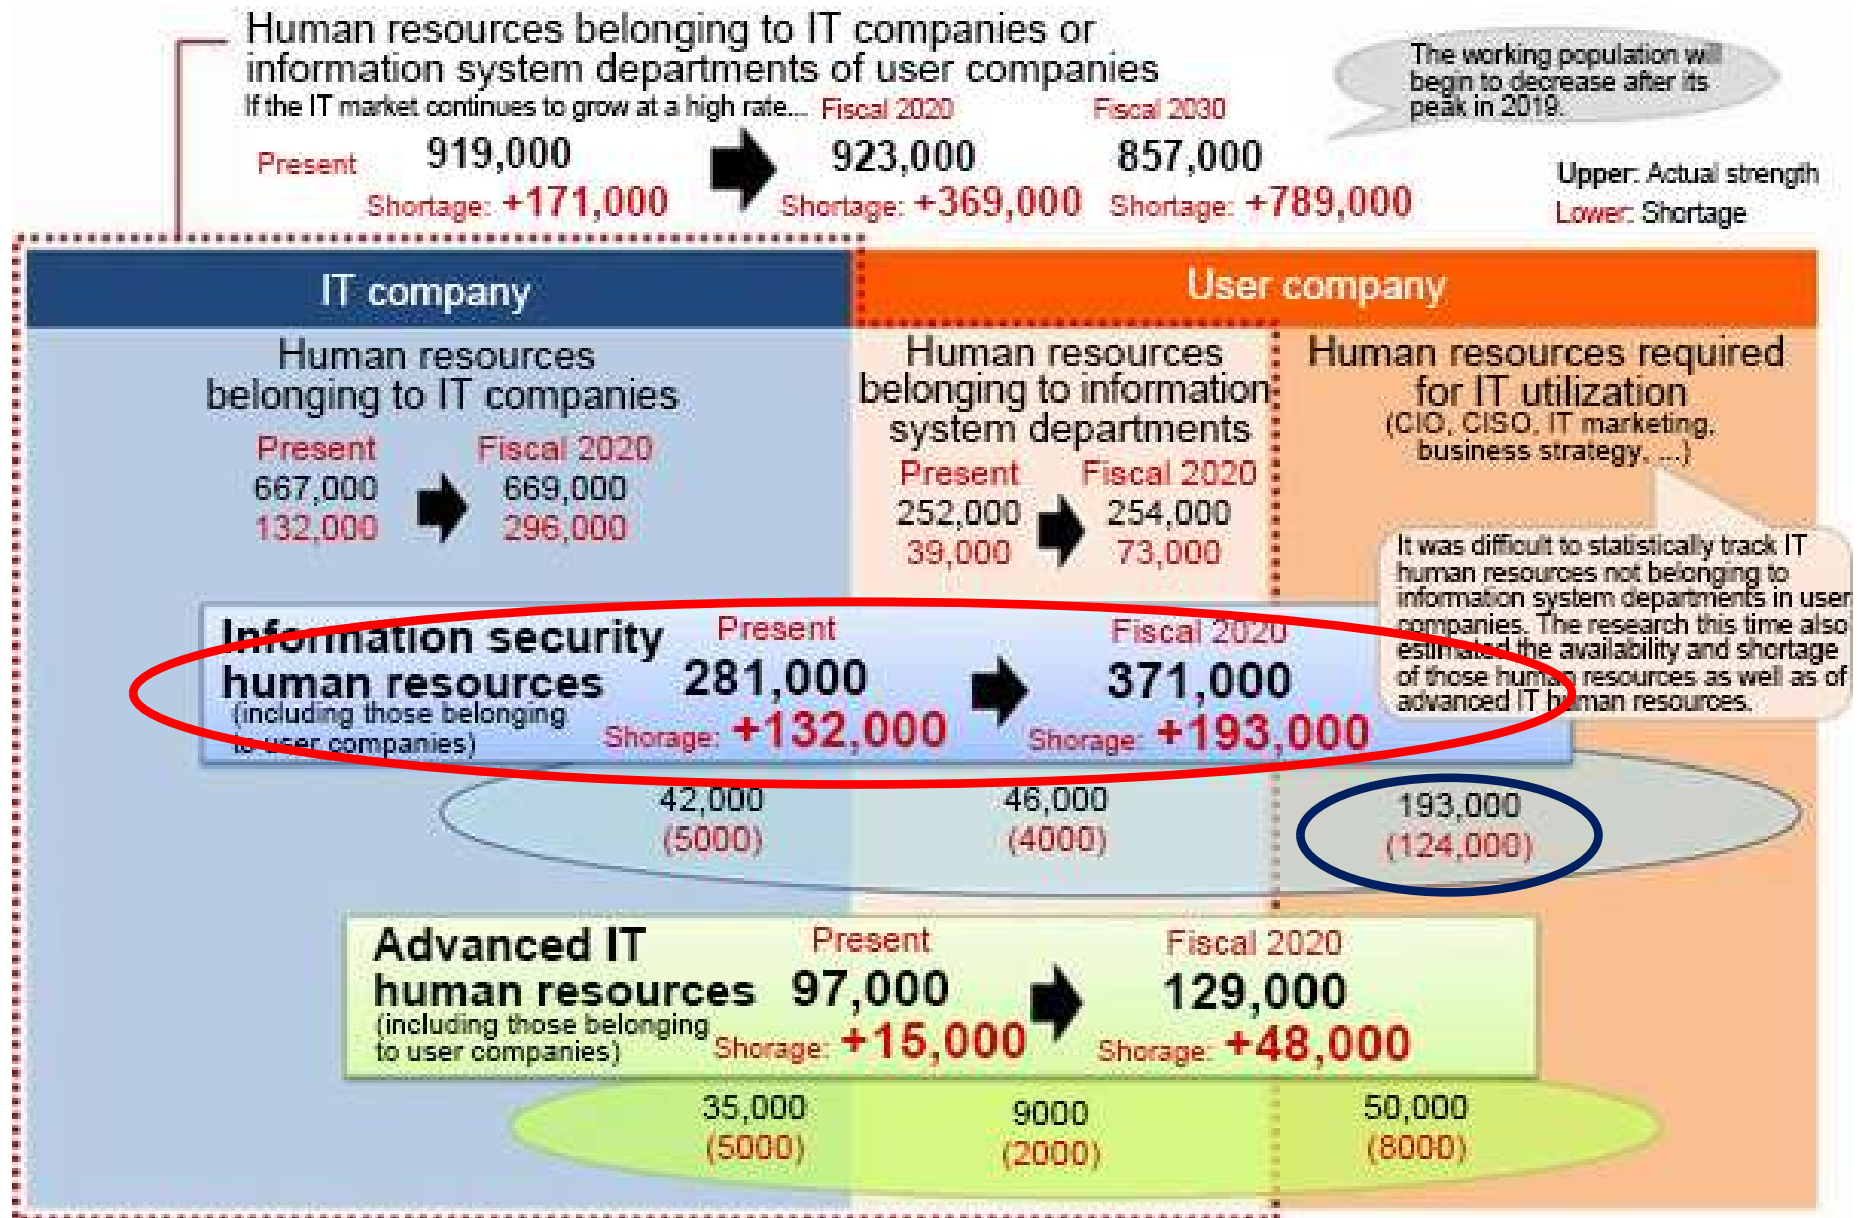 Human resources belonging to IT companies or
information system departments of user companies
If the IT market continues to grow at a high rate... Fiscal 2020 Fiscal 2030
Present 919,000 923,000 857,000
Shortage: +171,000 Shortage: +369,000 Shortage: +789,000
The working population will
begin to decrease after its
peak in 2019.
Upper: Actual strength
Lower: Shortage
IT company
User company
Human resources
belonging to IT companies
Present Fiscal 2020
667,000 669,000
132,000 296,000
Human resources
belonging to information
system departments
Present Fiscal 2020
252,000 254,000
39,000 73,000
Human resources required
for IT utilization
(CIO, CISO, IT marketing,
business strategy, ...)
It was difficult to statistically track IT
human resources not belonging to
information system departments in user
companies. The research this time also
estimated the availability and shortage
of those human resources as well as of
advanced IT human resources.
Information security
human resources
(including those belonging
to user companies)
Present Fiscal 2020
281,000 371,000
Shorage: +132,000 Shorage: +193,000
42,000 46,000 193,000
(5000) (4000) (124,000)
Advanced IT
human resources
(including those belonging
to user companies)
Present Fiscal 2020
97,000 129,000
Shorage: +15,000 Shorage: +48,000
35,000 9000 50,000
(5000) (2000) (8000)